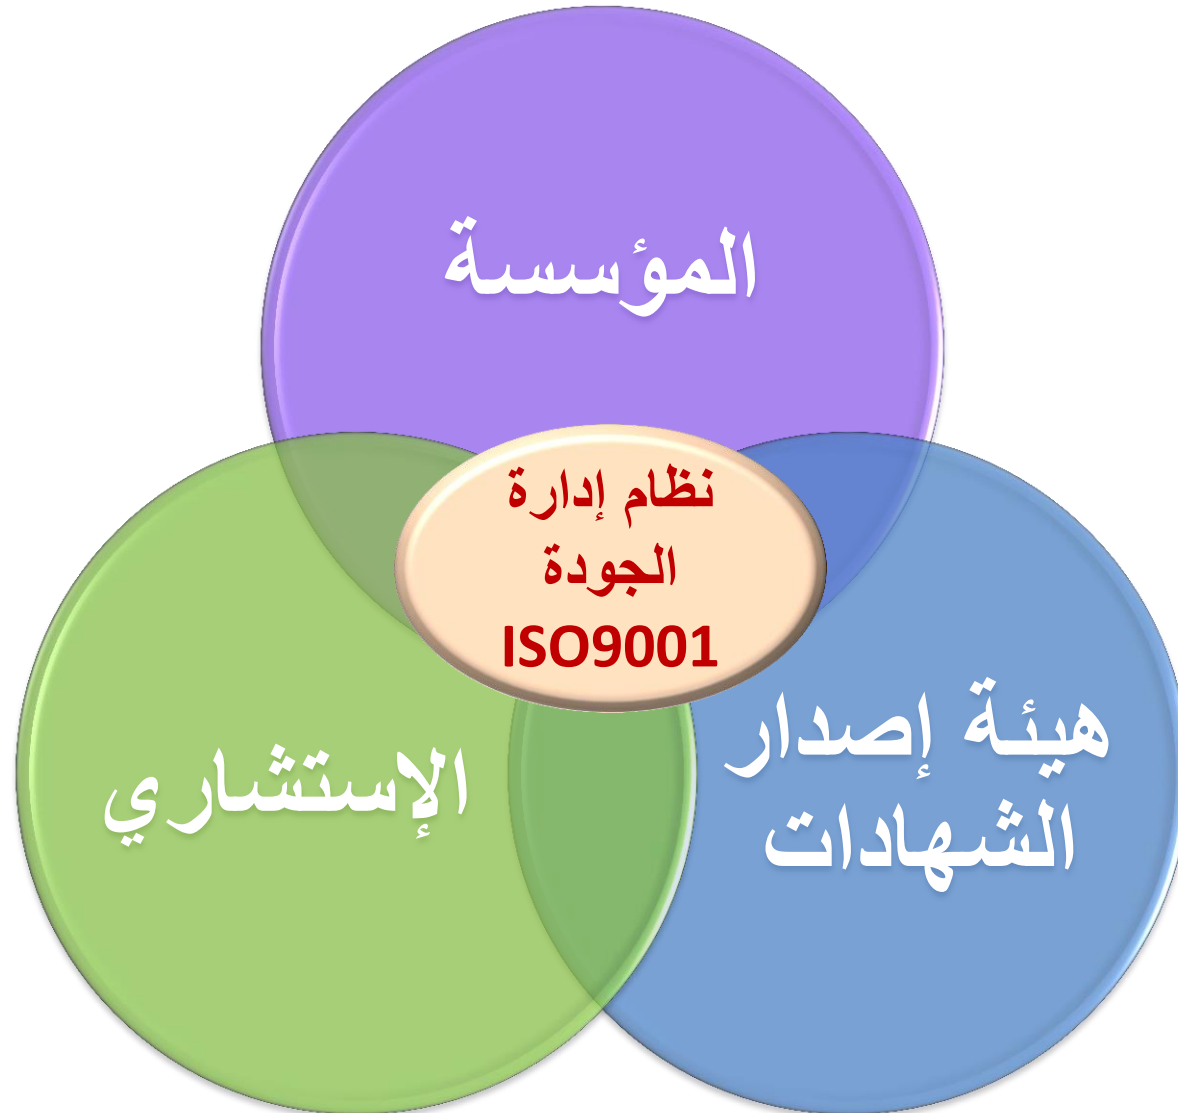 المؤسسة
نظام إدارة
الجودة
ISO9001
هيئة إصدار
الشهادات
الإستشاري